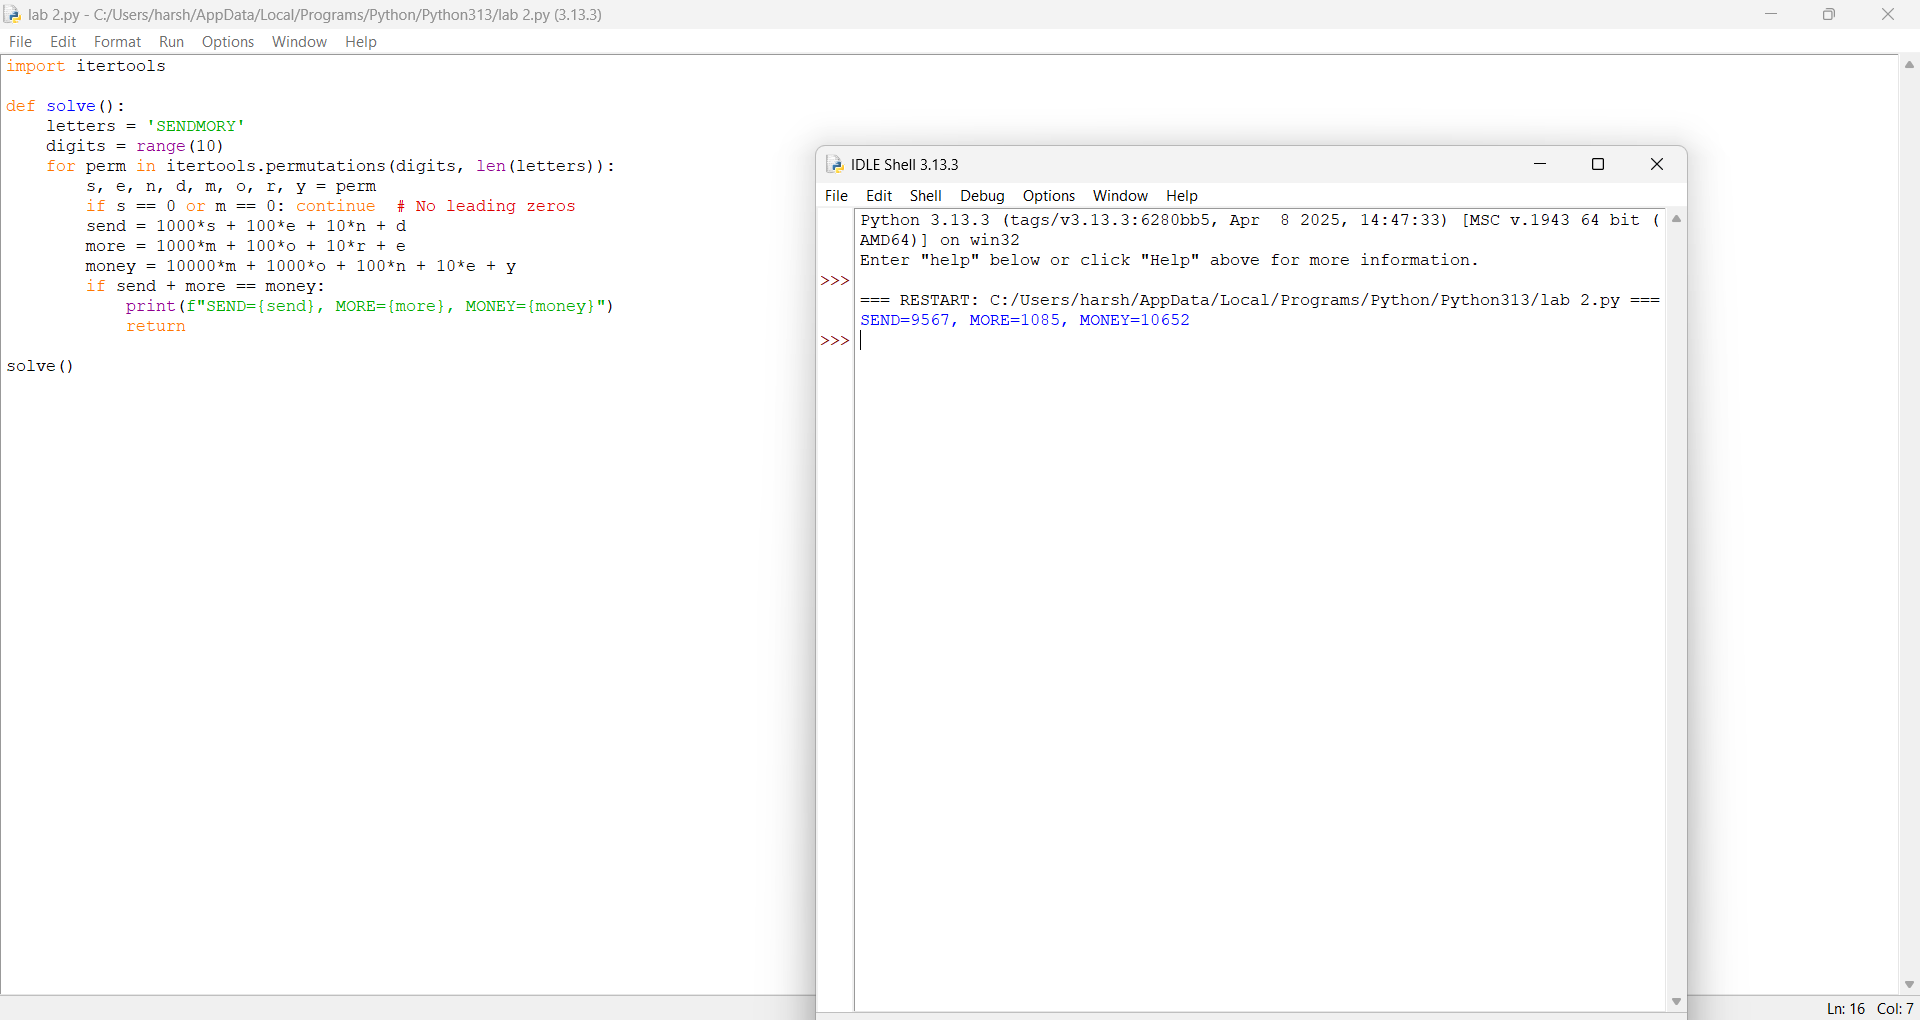 lab 2.py - C:/Users/harsh/AppData/Local/Programs/Python/Python313/lab 2.py (3.13.3)
File Edit Format Run Options Window Help
import itertools
def solve():
    letters = 'SENDMORY'
    digits = range(10)
    for perm in itertools.permutations(digits, len(letters)):
        s, e, n, d, m, o, r, y = perm
        if s == 0 or m == 0: continue  # No leading zeros
        send = 1000*s + 100*e + 10*n + d
        more = 1000*m + 100*o + 10*r + e
        money = 10000*m + 1000*o + 100*n + 10*e + y
        if send + more == money:
            print(f"SEND={send}, MORE={more}, MONEY={money}")
            return
solve()
IDLE Shell 3.13.3
File Edit Shell Debug Options Window Help
Python 3.13.3 (tags/v3.13.3:6280bb5, Apr  8 2025, 14:47:33) [MSC v.1943 64 bit (
AMD64)] on win32
Enter "help" below or click "Help" above for more information.
>>>
=== RESTART: C:/Users/harsh/AppData/Local/Programs/Python/Python313/lab 2.py ===
SEND=9567, MORE=1085, MONEY=10652
>>>
Ln: 16 Col: 7